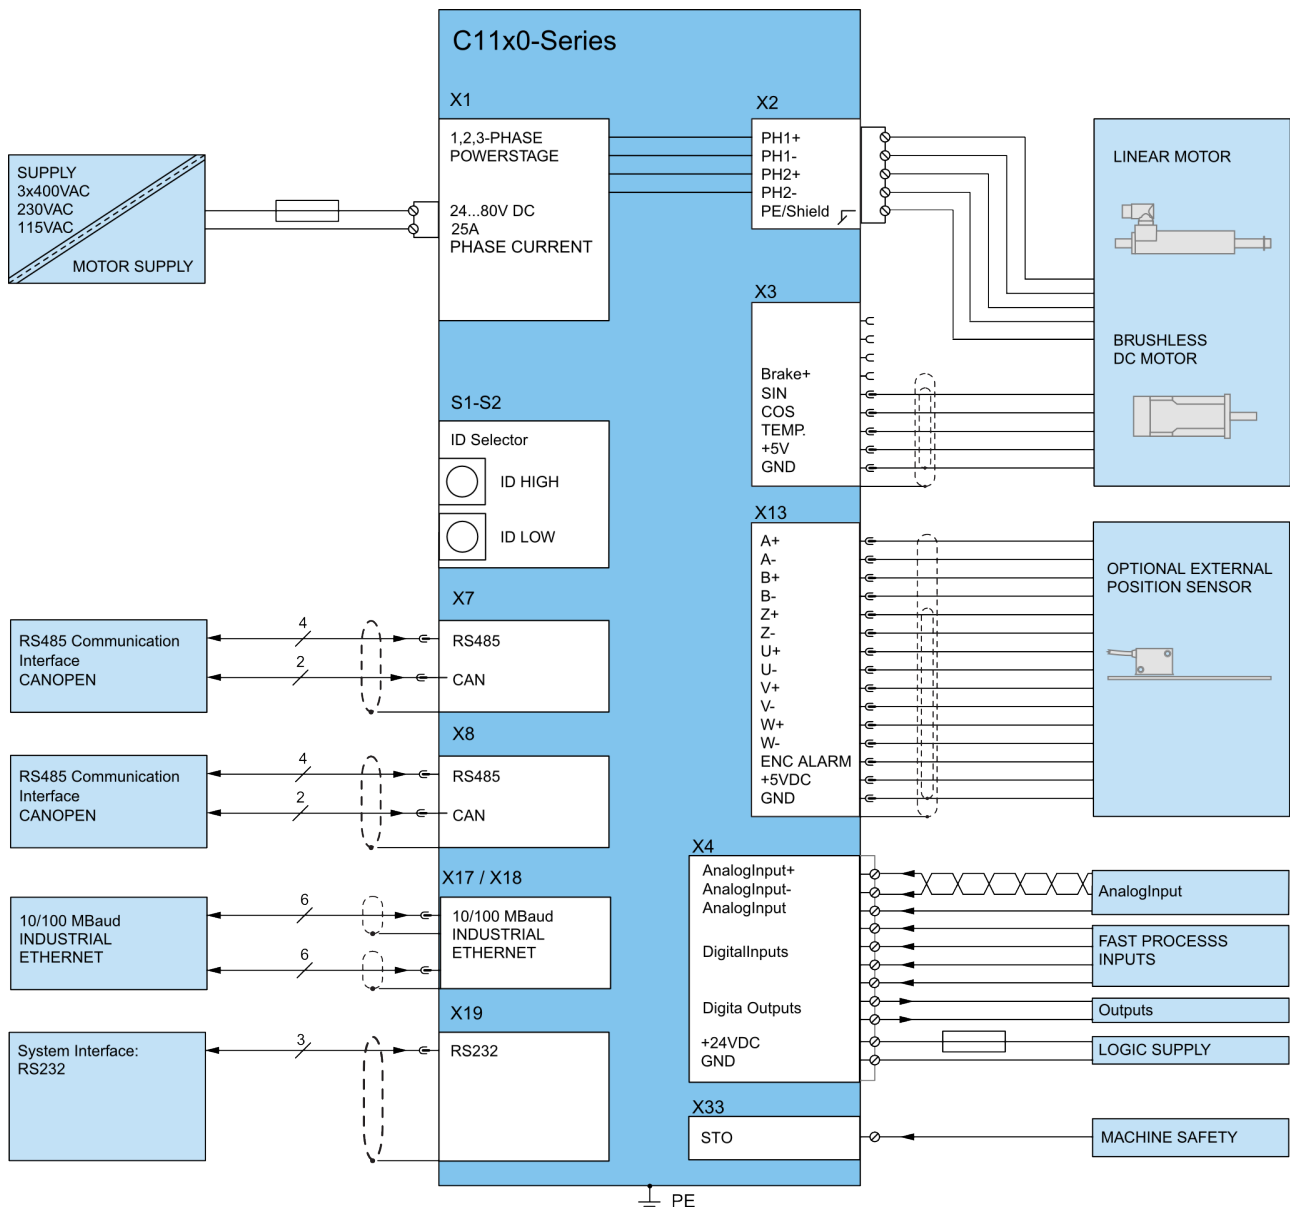 C11x0-Series
X1
1,2,3-PHASE
POWERSTAGE
24...80V DC
25A
PHASE CURRENT
SUPPLY
3x400VAC
230VAC
115VAC
MOTOR SUPPLY
X2
PH1+
PH1-
PH2+
PH2-
PE/Shield
LINEAR MOTOR
BRUSHLESS
DC MOTOR
X3
Brake+
SIN
COS
TEMP.
+5V
GND
S1-S2
ID Selector
ID HIGH
ID LOW
X13
A+
A-
B+
B-
Z+
Z-
U+
U-
V+
V-
W+
W-
ENC ALARM
+5VDC
GND
OPTIONAL EXTERNAL
POSITION SENSOR
X7
RS485
CAN
4
2
RS485 Communication
Interface
CANOPEN
X8
RS485
CAN
4
2
RS485 Communication
Interface
CANOPEN
X17 / X18
10/100 MBaud
INDUSTRIAL
ETHERNET
6
6
10/100 MBaud
INDUSTRIAL
ETHERNET
X19
RS232
3
System Interface:
RS232
X4
AnalogInput+
AnalogInput-
AnalogInput
DigitalInputs
Digita Outputs
+24VDC
GND
AnalogInput
FAST PROCESSS
INPUTS
Outputs
LOGIC SUPPLY
X33
STO
MACHINE SAFETY
PE